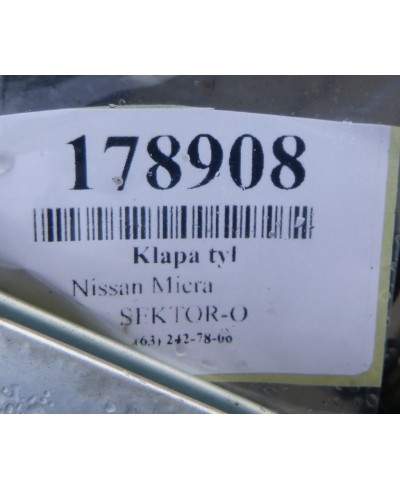 178908
Klapa tył
Nissan Micra
SEKTOR-O
(63) 242-78-66